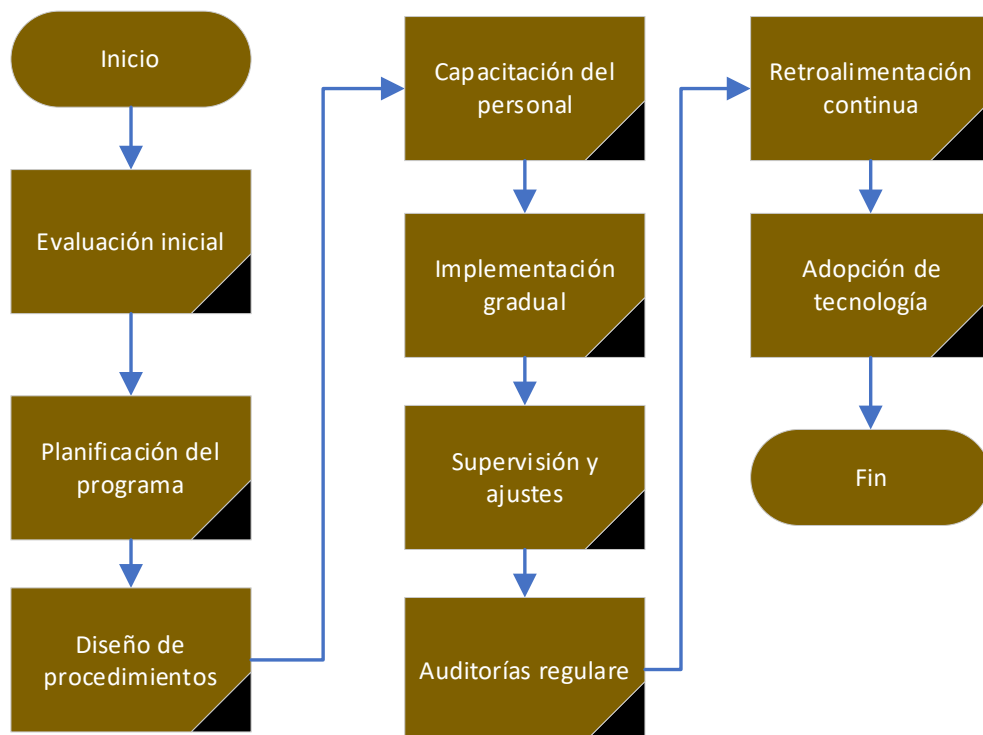 Inicio
Evaluación inicial
Planificación del
programa
Diseño de
procedimientos
Capacitación del
personal
Implementación
gradual
Supervisión y
ajustes
Auditorías regulare
Retroalimentación
continua
Adopción de
tecnología
Fin